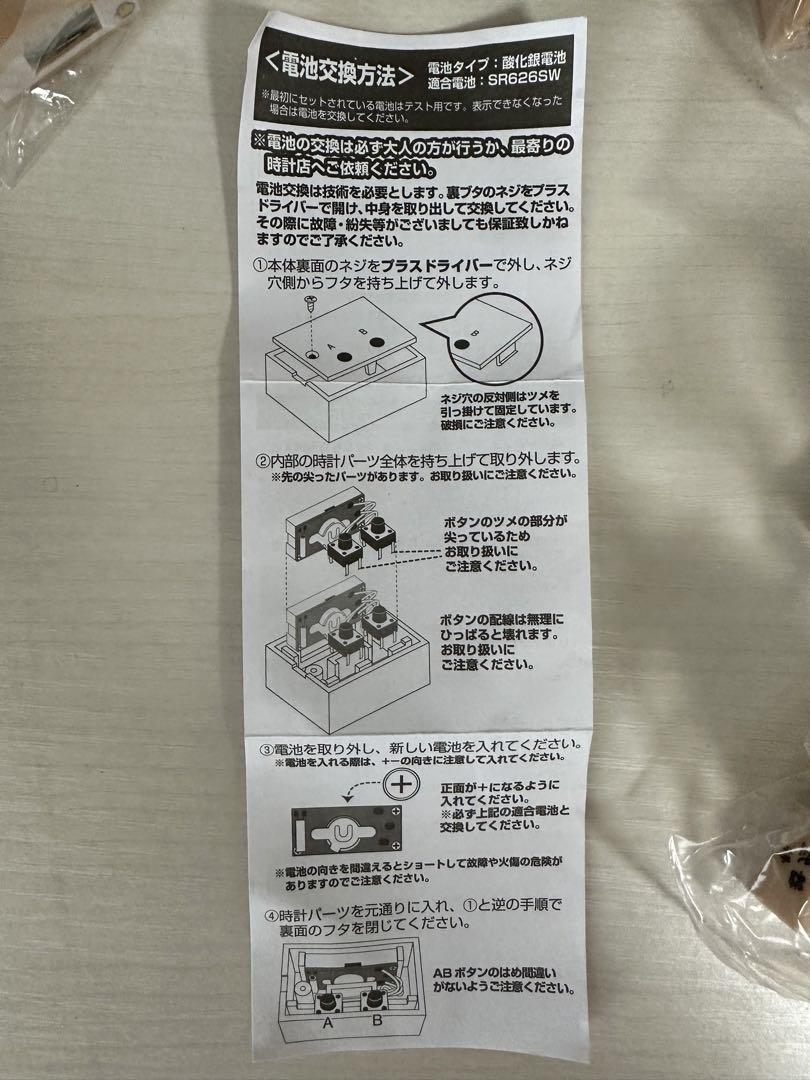 ＜電池交換方法＞
電池タイプ：酸化銀電池
適合電池：SR626SW
※最初にセットされている電池はテスト用です。表示できなくなった
場合は電池を交換してください。
※電池の交換は必ず大人の方が行うか、最寄りの
時計店へご依頼ください。
電池交換は技術を必要とします。裏ブタのネジをプラス
ドライバーで開け、中身を取り出して交換してください。
その際に故障・紛失等がございましても保証致しかね
ますのでご了承ください。
①本体裏面のネジをプラスドライバーで外し、ネジ
穴側からフタを持ち上げて外します。
A B
B
ネジ穴の反対側はツメを
引っ掛けて固定しています。
破損にご注意ください。
②内部の時計パーツ全体を持ち上げて取り外します。
※先の尖ったパーツがあります。お取り扱いにご注意ください。
ボタンのツメの部分が
尖っているため
お取り扱いに
ご注意ください。
ボタンの配線は無理に
ひっぱると壊れます。
お取り扱いに
ご注意ください。
③電池を取り外し、新しい電池を入れてください。
※電池を入れる際は、+−の向きに注意して入れてください。
正面が＋になるように
入れてください。
※必ず上記の適合電池と
交換してください。
※電池の向きを間違えるとショートして故障や火傷の危険が
ありますのでご注意ください。
④時計パーツを元通りに入れ、①と逆の手順で
裏面のフタを閉じてください。
ABボタンのはめ間違い
がないようご注意ください。
A B